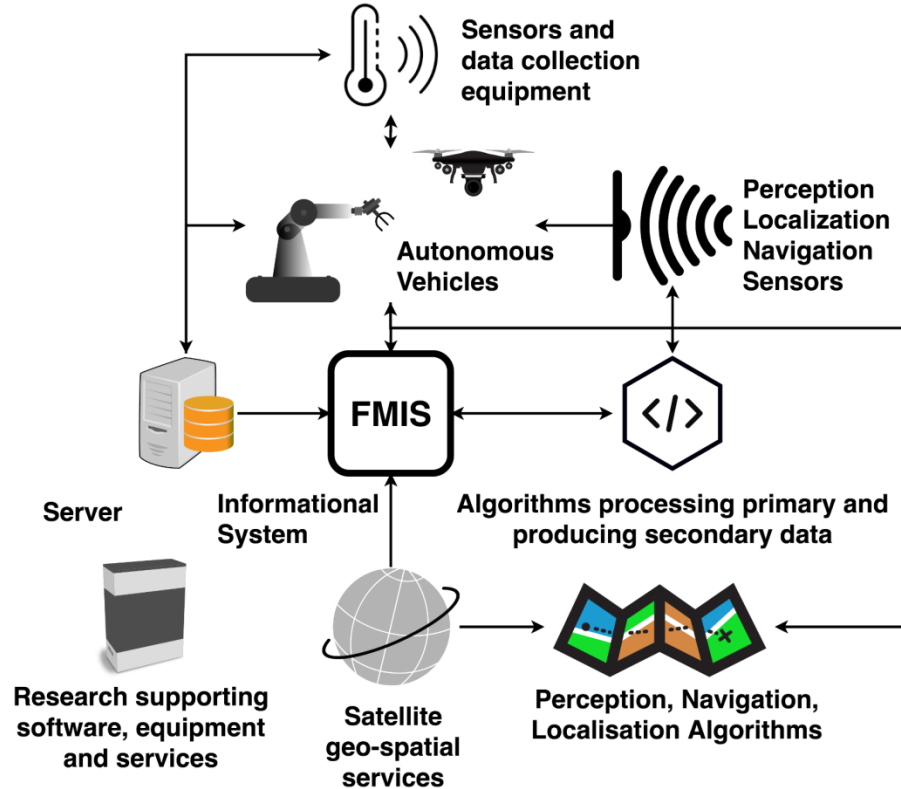 Sensors and
data collection
equipment
Perception
Localization
Navigation
Sensors
Autonomous
Vehicles
FMIS
</>
Server
Informational
System
Algorithms processing primary and
producing secondary data
Research supporting
software, equipment
and services
Satellite
geo-spatial
services
Perception, Navigation,
Localisation Algorithms